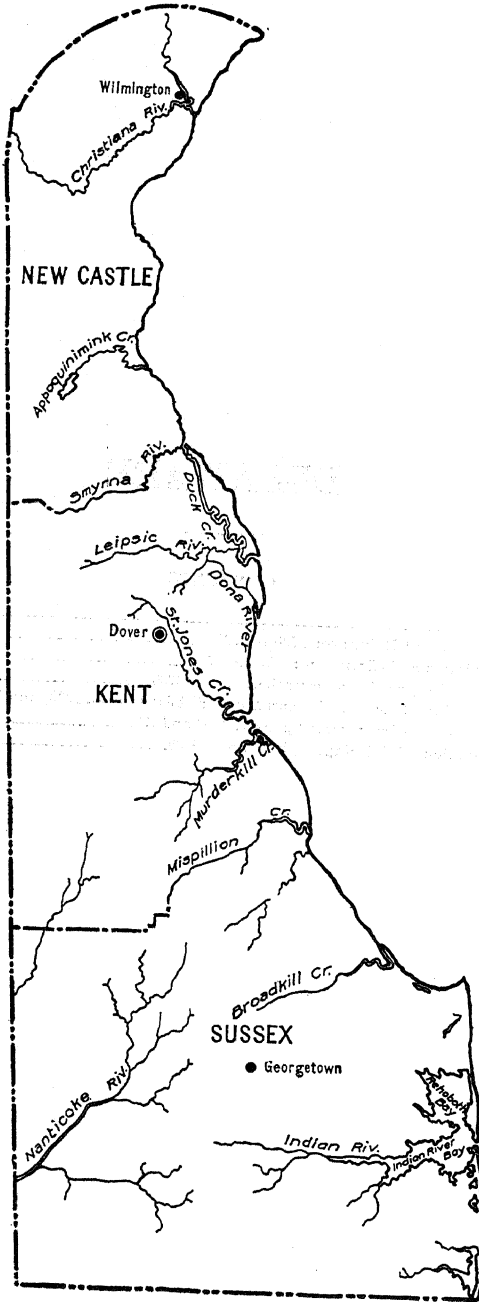 Wilmington
Christiana Riv.
NEW CASTLE
Appoquinimink Cr.
Smyrna Riv.
Duck Cr.
Leipsic Riv.
Dona River
St. Jones Cr.
Dover
KENT
Murderkill Cr.
Mispillion Cr.
Broadkill Cr.
SUSSEX
Georgetown
Nanticoke Riv.
Rehoboth Bay
Indian Riv.
Indian River Bay